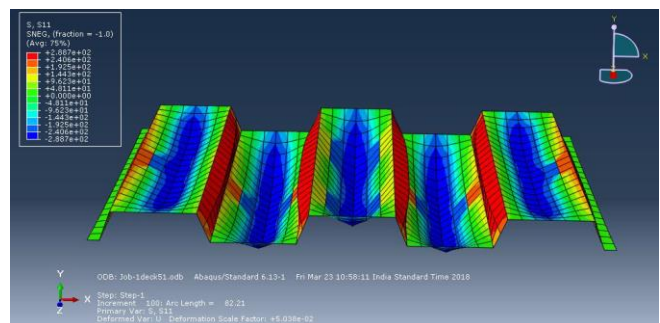 S, S11
SNEG, (fraction = -1.0)
(Avg: 75%)
+2.887e+02
+2.406e+02
+1.925e+02
+1.443e+02
+9.623e+01
+4.811e+01
+0.000e+00
-4.811e+01
-9.623e+01
-1.443e+02
-1.925e+02
-2.406e+02
-2.887e+02
Y
X
ODB: Job-1deck51.odb Abaqus/Standard 6.13-1 Fri Mar 23 10:58:11 India Standard Time 2018
Y
X
Z
Step: Step-1
Increment 100: Arc Length = 82.21
Primary Var: S, S11
Deformed Var: U Deformation Scale Factor: +5.038e-02